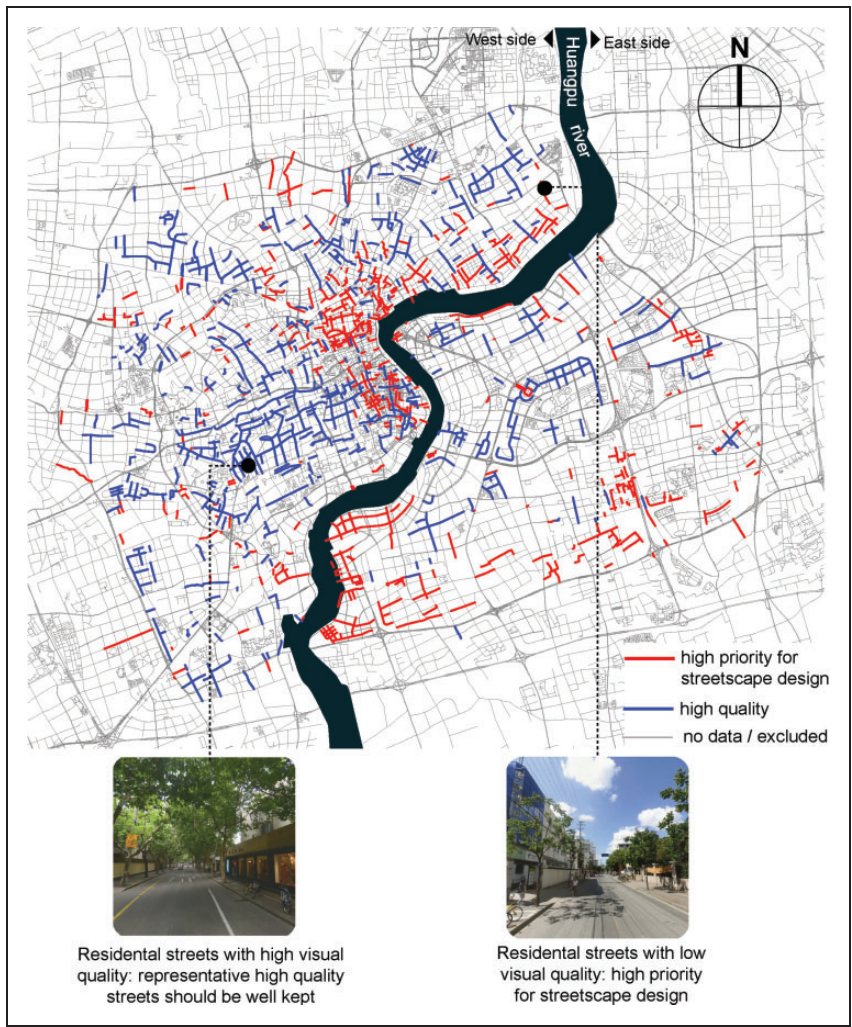 West side
East side
Huangpu
river
N
high priority for
streetscape design
high quality
no data / excluded
Residental streets with high visual
quality: representative high quality
streets should be well kept
Residental streets with low
visual quality: high priority
for streetscape design